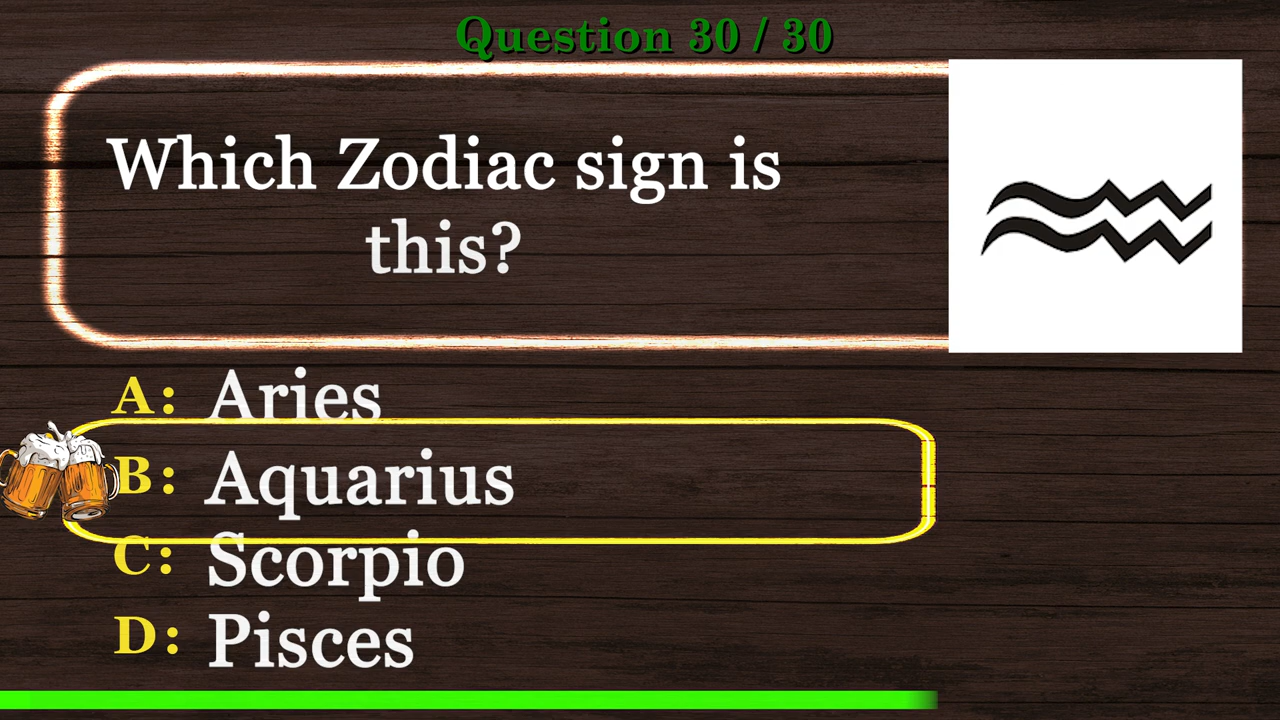 Question 30 / 30
Which Zodiac sign is
this?
A: Aries
B: Aquarius
C: Scorpio
D: Pisces